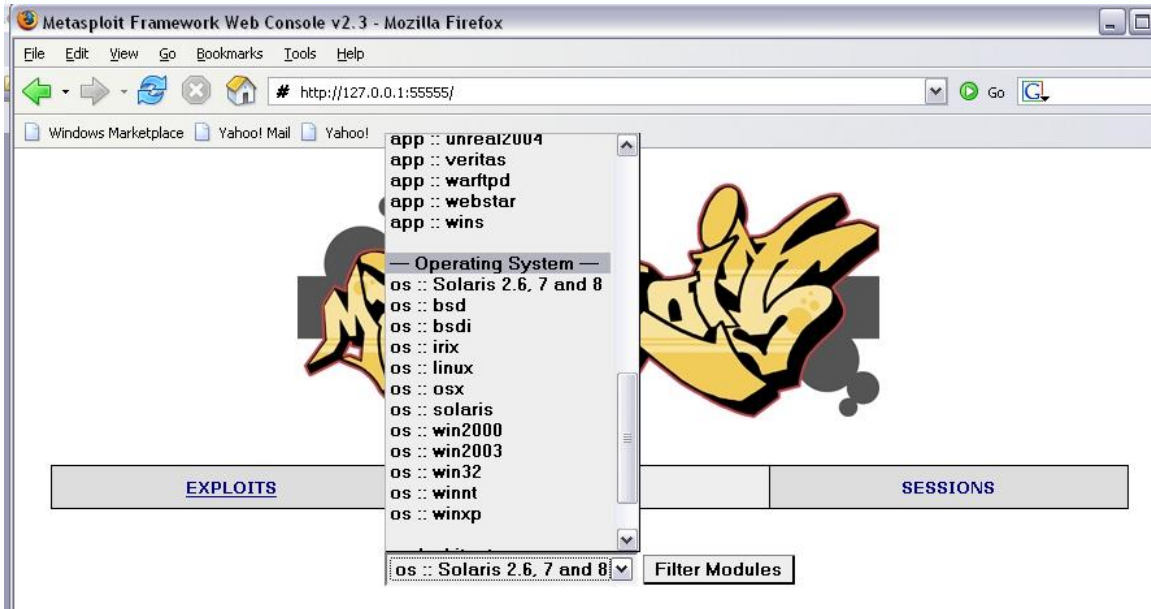 Metasploit Framework Web Console v2.3 - Mozilla Firefox
File Edit View Go Bookmarks Tools Help
# http://127.0.0.1:55555/ Go G
Windows Marketplace Yahoo! Mail Yahoo!
app :: unreal2004
app :: veritas
app :: warftpd
app :: webstar
app :: wins
— Operating System —
os :: Solaris 2.6, 7 and 8
os :: bsd
os :: bsdi
os :: irix
os :: linux
os :: osx
os :: solaris
os :: win2000
os :: win2003
os :: win32
os :: winnt
os :: winxp
EXPLOITS SESSIONS
os :: Solaris 2.6, 7 and 8 Filter Modules